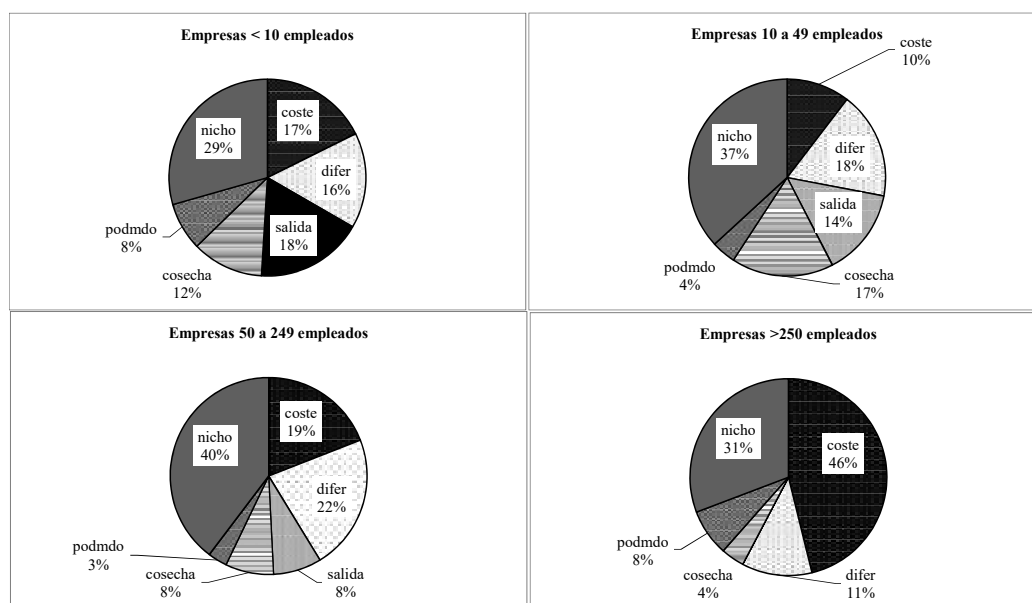 Empresas < 10 empleados
coste
17%
difer
16%
salida
18%
cosecha
12%
podmdo
8%
nicho
29%
Empresas 10 a 49 empleados
coste
10%
difer
18%
salida
14%
cosecha
17%
podmdo
4%
nicho
37%
Empresas 50 a 249 empleados
coste
19%
difer
22%
salida
8%
cosecha
8%
podmdo
3%
nicho
40%
Empresas >250 empleados
coste
46%
difer
11%
cosecha
4%
podmdo
8%
nicho
31%